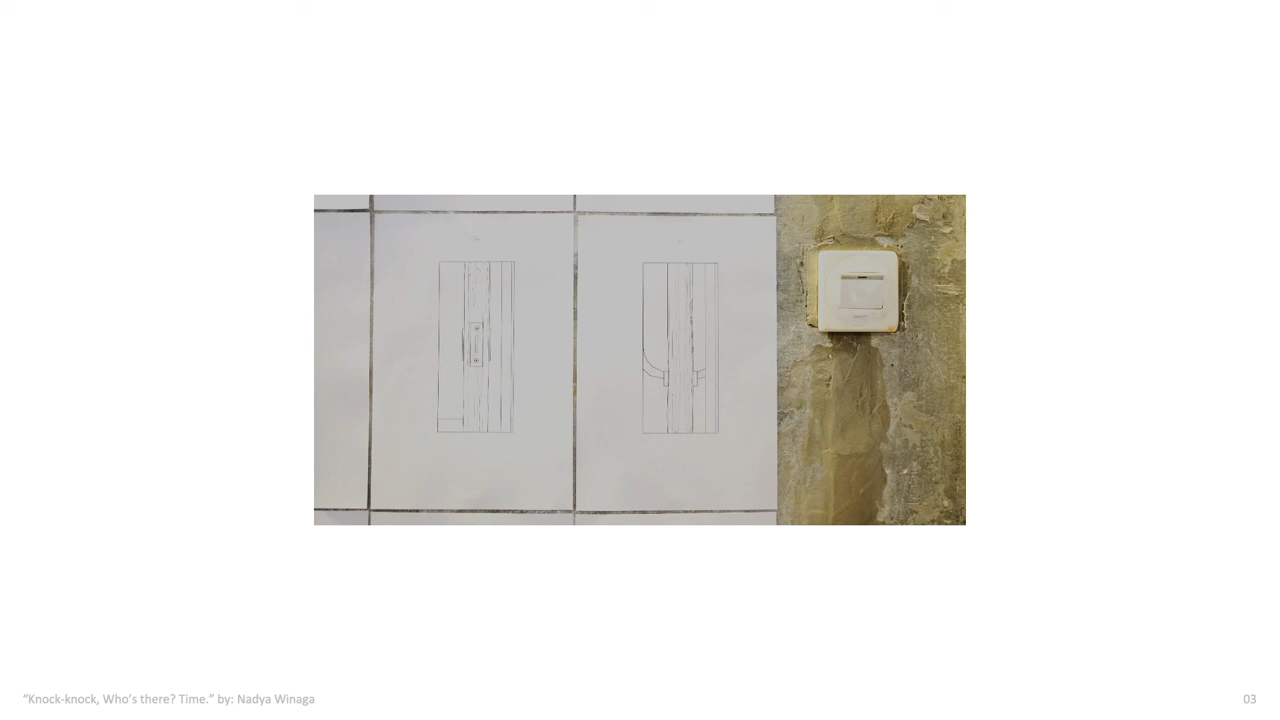 “Knock-knock, Who’s there? Time.” by: Nadya Winaga
03